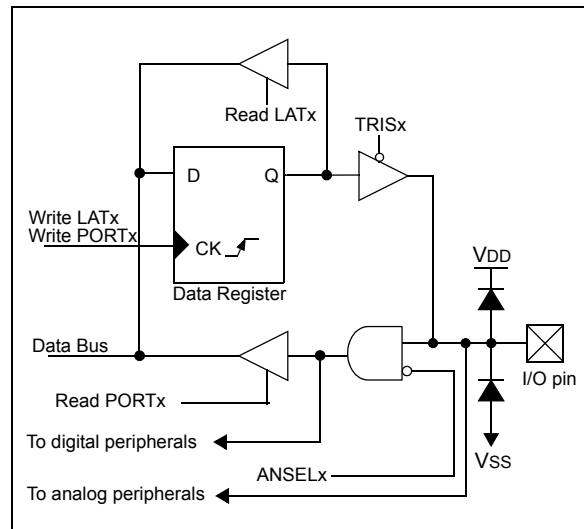 Read LATx
TRISx
D Q
Write LATx
Write PORTx
CK
VDD
Data Register
Data Bus
I/O pin
Read PORTx
To digital peripherals
VSS
ANSELx
To analog peripherals